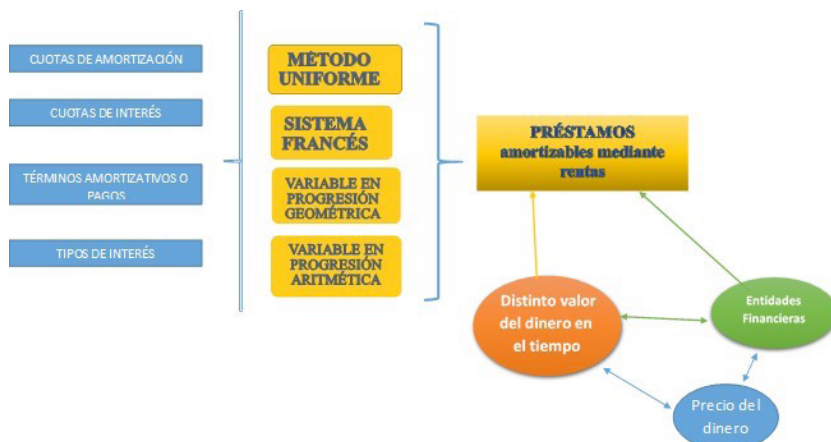 CUOTAS DE AMORTIZACIÓN
CUOTAS DE INTERÉS
TÉRMINOS AMORTIZATIVOS O
PAGOS
TIPOS DE INTERÉS
MÉTODO
UNIFORME
SISTEMA
FRANCÉS
VARIABLE EN
PROGRESIÓN
GEOMÉTRICA
VARIABLE EN
PROGRESIÓN
ARITMÉTICA
PRÉSTAMOS
amortizables mediante
rentas
Distinto valor
del dinero en
el tiempo
Entidades
Financieras
Precio del
dinero